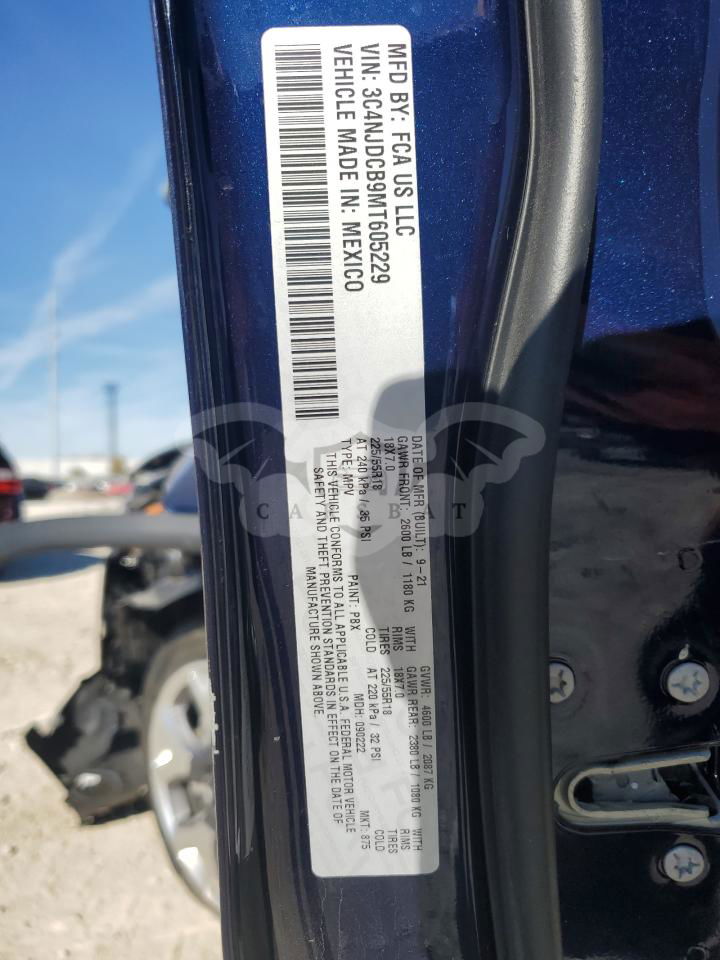 MFD BY: FCA US LLC
VIN: 3C4NJDCB9MT605229
VEHICLE MADE IN: MEXICO
DATE OF MFR (BUILT): 9-21 GVWR: 4600 LB / 2087 KG
GAWR FRONT: 2600 LB / 1180 KG WITH GAWR REAR: 2380 LB / 1080 KG WITH
18X7.0 RIMS 18X7.0 RIMS
225/55R18 TIRES 225/55R18 TIRES
AT 240 kPa / 35 PSI COLD AT 220 kPa / 32 PSI COLD
TYPE: MPV PAINT: PBX MDH: 090222 MKT: 875
THIS VEHICLE CONFORMS TO ALL APPLICABLE U.S.A. FEDERAL MOTOR VEHICLE
SAFETY AND THEFT PREVENTION STANDARDS IN EFFECT ON THE DATE OF
MANUFACTURE SHOWN ABOVE.